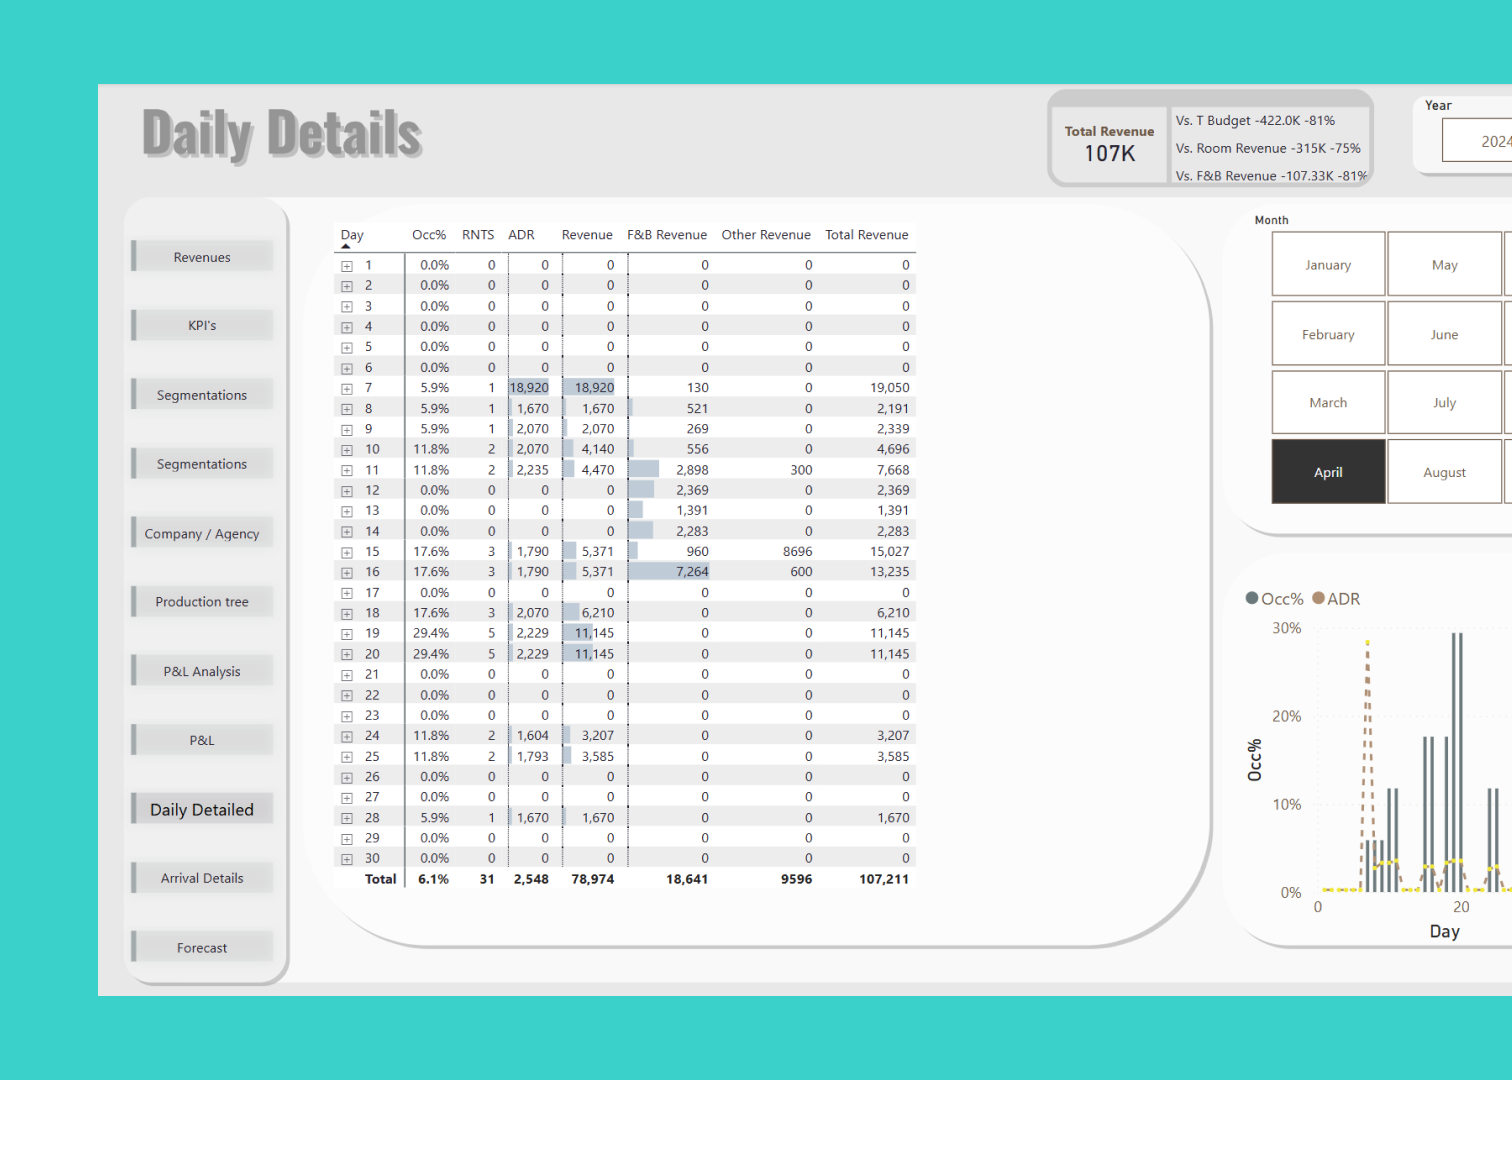 Daily Details
Total Revenue
107K
Vs. T Budget -422.0K -81%
Vs. Room Revenue -315K -75%
Vs. F&B Revenue -107.33K -81%
Year
2024
Revenues
KPI's
Segmentations
Segmentations
Company / Agency
Production tree
P&L Analysis
P&L
Daily Detailed
Arrival Details
Forecast
Day Occ% RNTS ADR Revenue F&B Revenue Other Revenue Total Revenue
1 0.0% 0 0 0 0 0 0
2 0.0% 0 0 0 0 0 0
3 0.0% 0 0 0 0 0 0
4 0.0% 0 0 0 0 0 0
5 0.0% 0 0 0 0 0 0
6 0.0% 0 0 0 0 0 0
7 5.9% 1 18,920 18,920 130 0 19,050
8 5.9% 1 1,670 1,670 521 0 2,191
9 5.9% 1 2,070 2,070 269 0 2,339
10 11.8% 2 2,070 4,140 556 0 4,696
11 11.8% 2 2,235 4,470 2,898 300 7,668
12 0.0% 0 0 0 2,369 0 2,369
13 0.0% 0 0 0 1,391 0 1,391
14 0.0% 0 0 0 2,283 0 2,283
15 17.6% 3 1,790 5,371 960 8696 15,027
16 17.6% 3 1,790 5,371 7,264 600 13,235
17 0.0% 0 0 0 0 0 0
18 17.6% 3 2,070 6,210 0 0 6,210
19 29.4% 5 2,229 11,145 0 0 11,145
20 29.4% 5 2,229 11,145 0 0 11,145
21 0.0% 0 0 0 0 0 0
22 0.0% 0 0 0 0 0 0
23 0.0% 0 0 0 0 0 0
24 11.8% 2 1,604 3,207 0 0 3,207
25 11.8% 2 1,793 3,585 0 0 3,585
26 0.0% 0 0 0 0 0 0
27 0.0% 0 0 0 0 0 0
28 5.9% 1 1,670 1,670 0 0 1,670
29 0.0% 0 0 0 0 0 0
30 0.0% 0 0 0 0 0 0
Total 6.1% 31 2,548 78,974 18,641 9596 107,211
Month
January May
February June
March July
April August
Occ% ADR
30%
20%
10%
0%
Occ%
0 20
Day